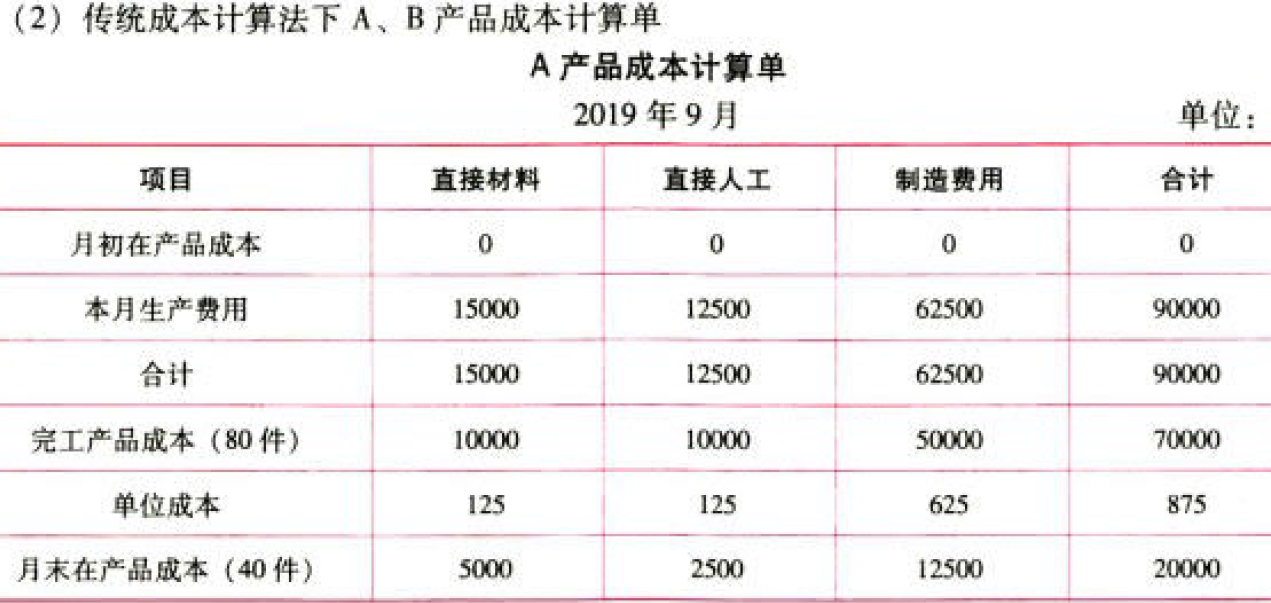 (2) 传统成本计算法下 A、B 产品成本计算单
A 产品成本计算单
2019 年 9 月 单位:
项目 直接材料 直接人工 制造费用 合计
月初在产品成本 0 0 0 0
本月生产费用 15000 12500 62500 90000
合计 15000 12500 62500 90000
完工产品成本 (80 件) 10000 10000 50000 70000
单位成本 125 125 625 875
月末在产品成本 (40 件) 5000 2500 12500 20000